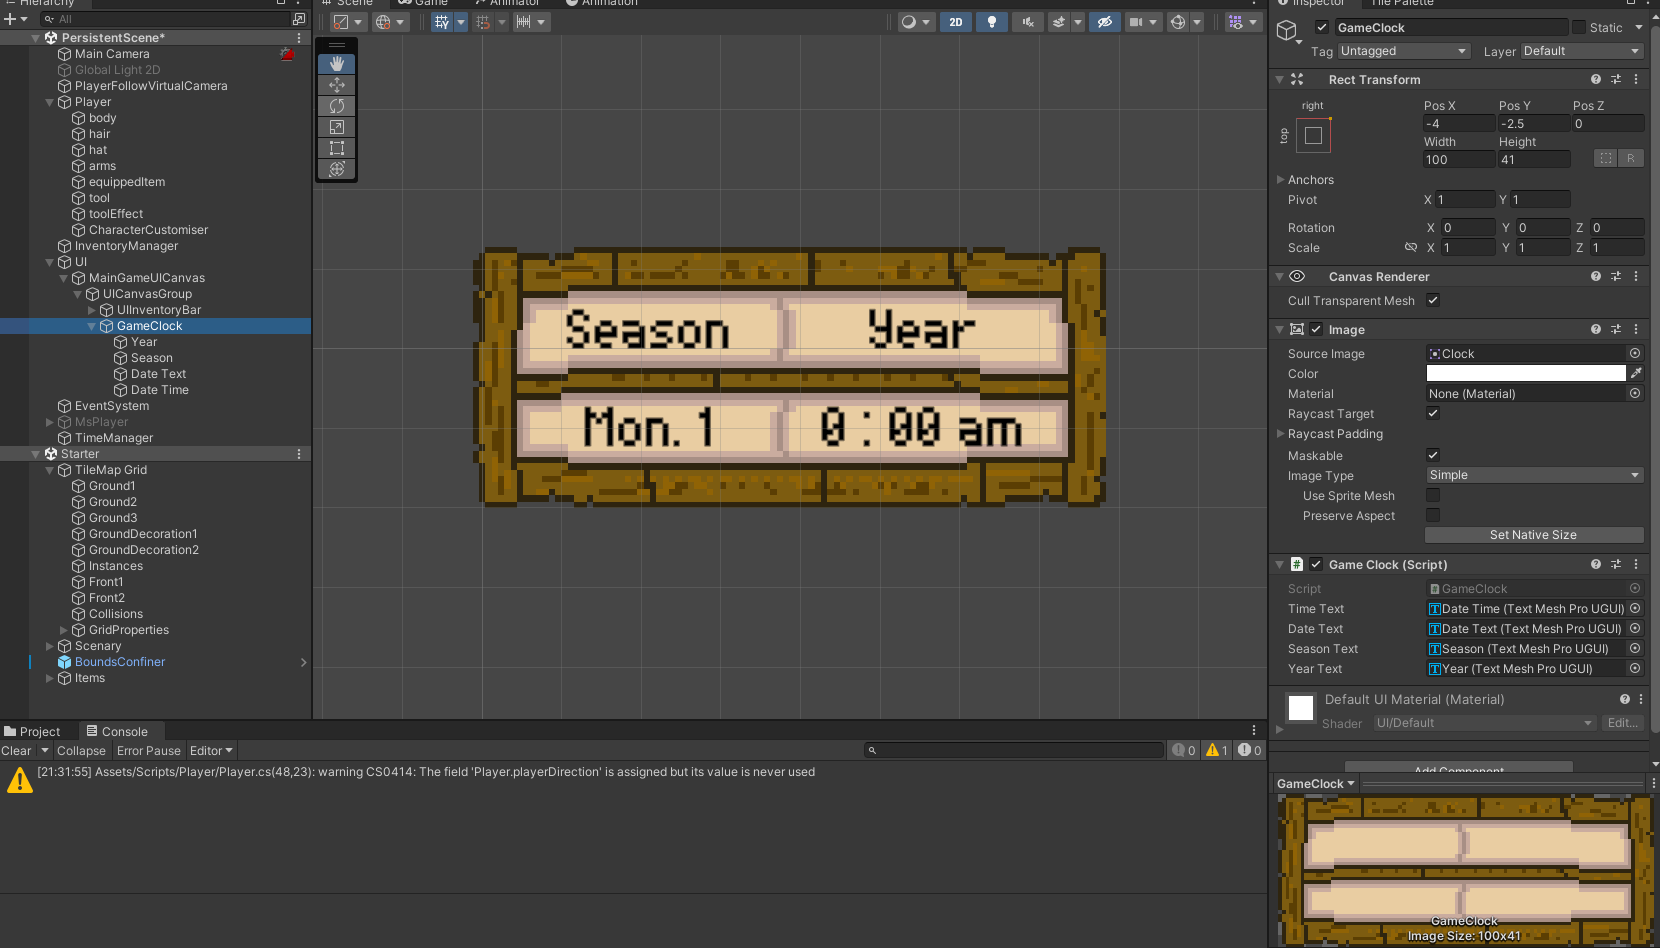 Hierarchy
Scene
Game
Animator
Animation
Inspector
Tile Palette
All
2D
GameClock
Static
Tag Untagged Layer Default
PersistentScene*
Main Camera
Global Light 2D
PlayerFollowVirtualCamera
Player
body
hair
hat
arms
equippedItem
tool
toolEffect
CharacterCustomiser
InventoryManager
UI
MainGameUICanvas
UICanvasGroup
UIInventoryBar
GameClock
Year
Season
Date Text
Date Time
EventSystem
MsPlayer
TimeManager
Starter
TileMap Grid
Ground1
Ground2
Ground3
GroundDecoration1
GroundDecoration2
Instances
Front1
Front2
Collisions
GridProperties
Scenary
BoundsConfiner
Items
Season Year
Mon. 1 0 : 00 am
Rect Transform
right
top
Pos X Pos Y Pos Z
-4 -2.5 0
Width Height
100 41
R
Anchors
Pivot X 1 Y 1
Rotation X 0 Y 0 Z 0
Scale X 1 Y 1 Z 1
Canvas Renderer
Cull Transparent Mesh
Image
Source Image Clock
Color
Material None (Material)
Raycast Target
Raycast Padding
Maskable
Image Type Simple
Use Sprite Mesh
Preserve Aspect
Set Native Size
# Game Clock (Script)
Script GameClock
Time Text Date Time (Text Mesh Pro UGUI)
Date Text Date Text (Text Mesh Pro UGUI)
Season Text Season (Text Mesh Pro UGUI)
Year Text Year (Text Mesh Pro UGUI)
Default UI Material (Material)
Shader UI/Default Edit...
Add Component
GameClock
GameClock
Image Size: 100x41
Project Console
Clear Collapse Error Pause Editor
0 1 0
[21:31:55] Assets/Scripts/Player/Player.cs(48,23): warning CS0414: The field 'Player.playerDirection' is assigned but its value is never used